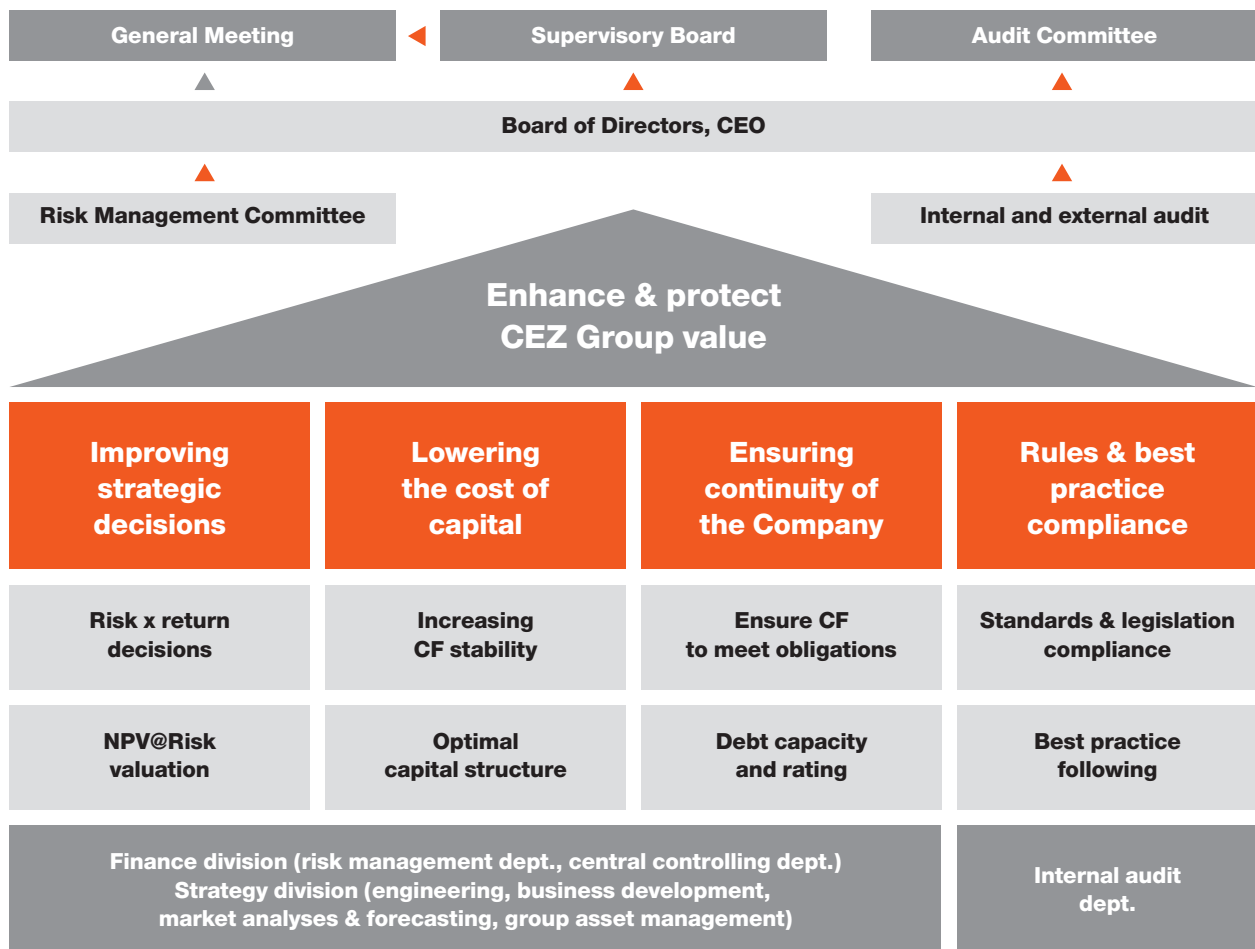 General Meeting
Supervisory Board
Audit Committee
Board of Directors, CEO
Risk Management Committee
Internal and external audit
Enhance & protect
CEZ Group value
Improving
strategic
decisions
Lowering
the cost of
capital
Ensuring
continuity of
the Company
Rules & best
practice
compliance
Risk x return
decisions
Increasing
CF stability
Ensure CF
to meet obligations
Standards & legislation
compliance
NPV@Risk
valuation
Optimal
capital structure
Debt capacity
and rating
Best practice
following
Finance division (risk management dept., central controlling dept.)
Strategy division (engineering, business development,
market analyses & forecasting, group asset management)
Internal audit
dept.